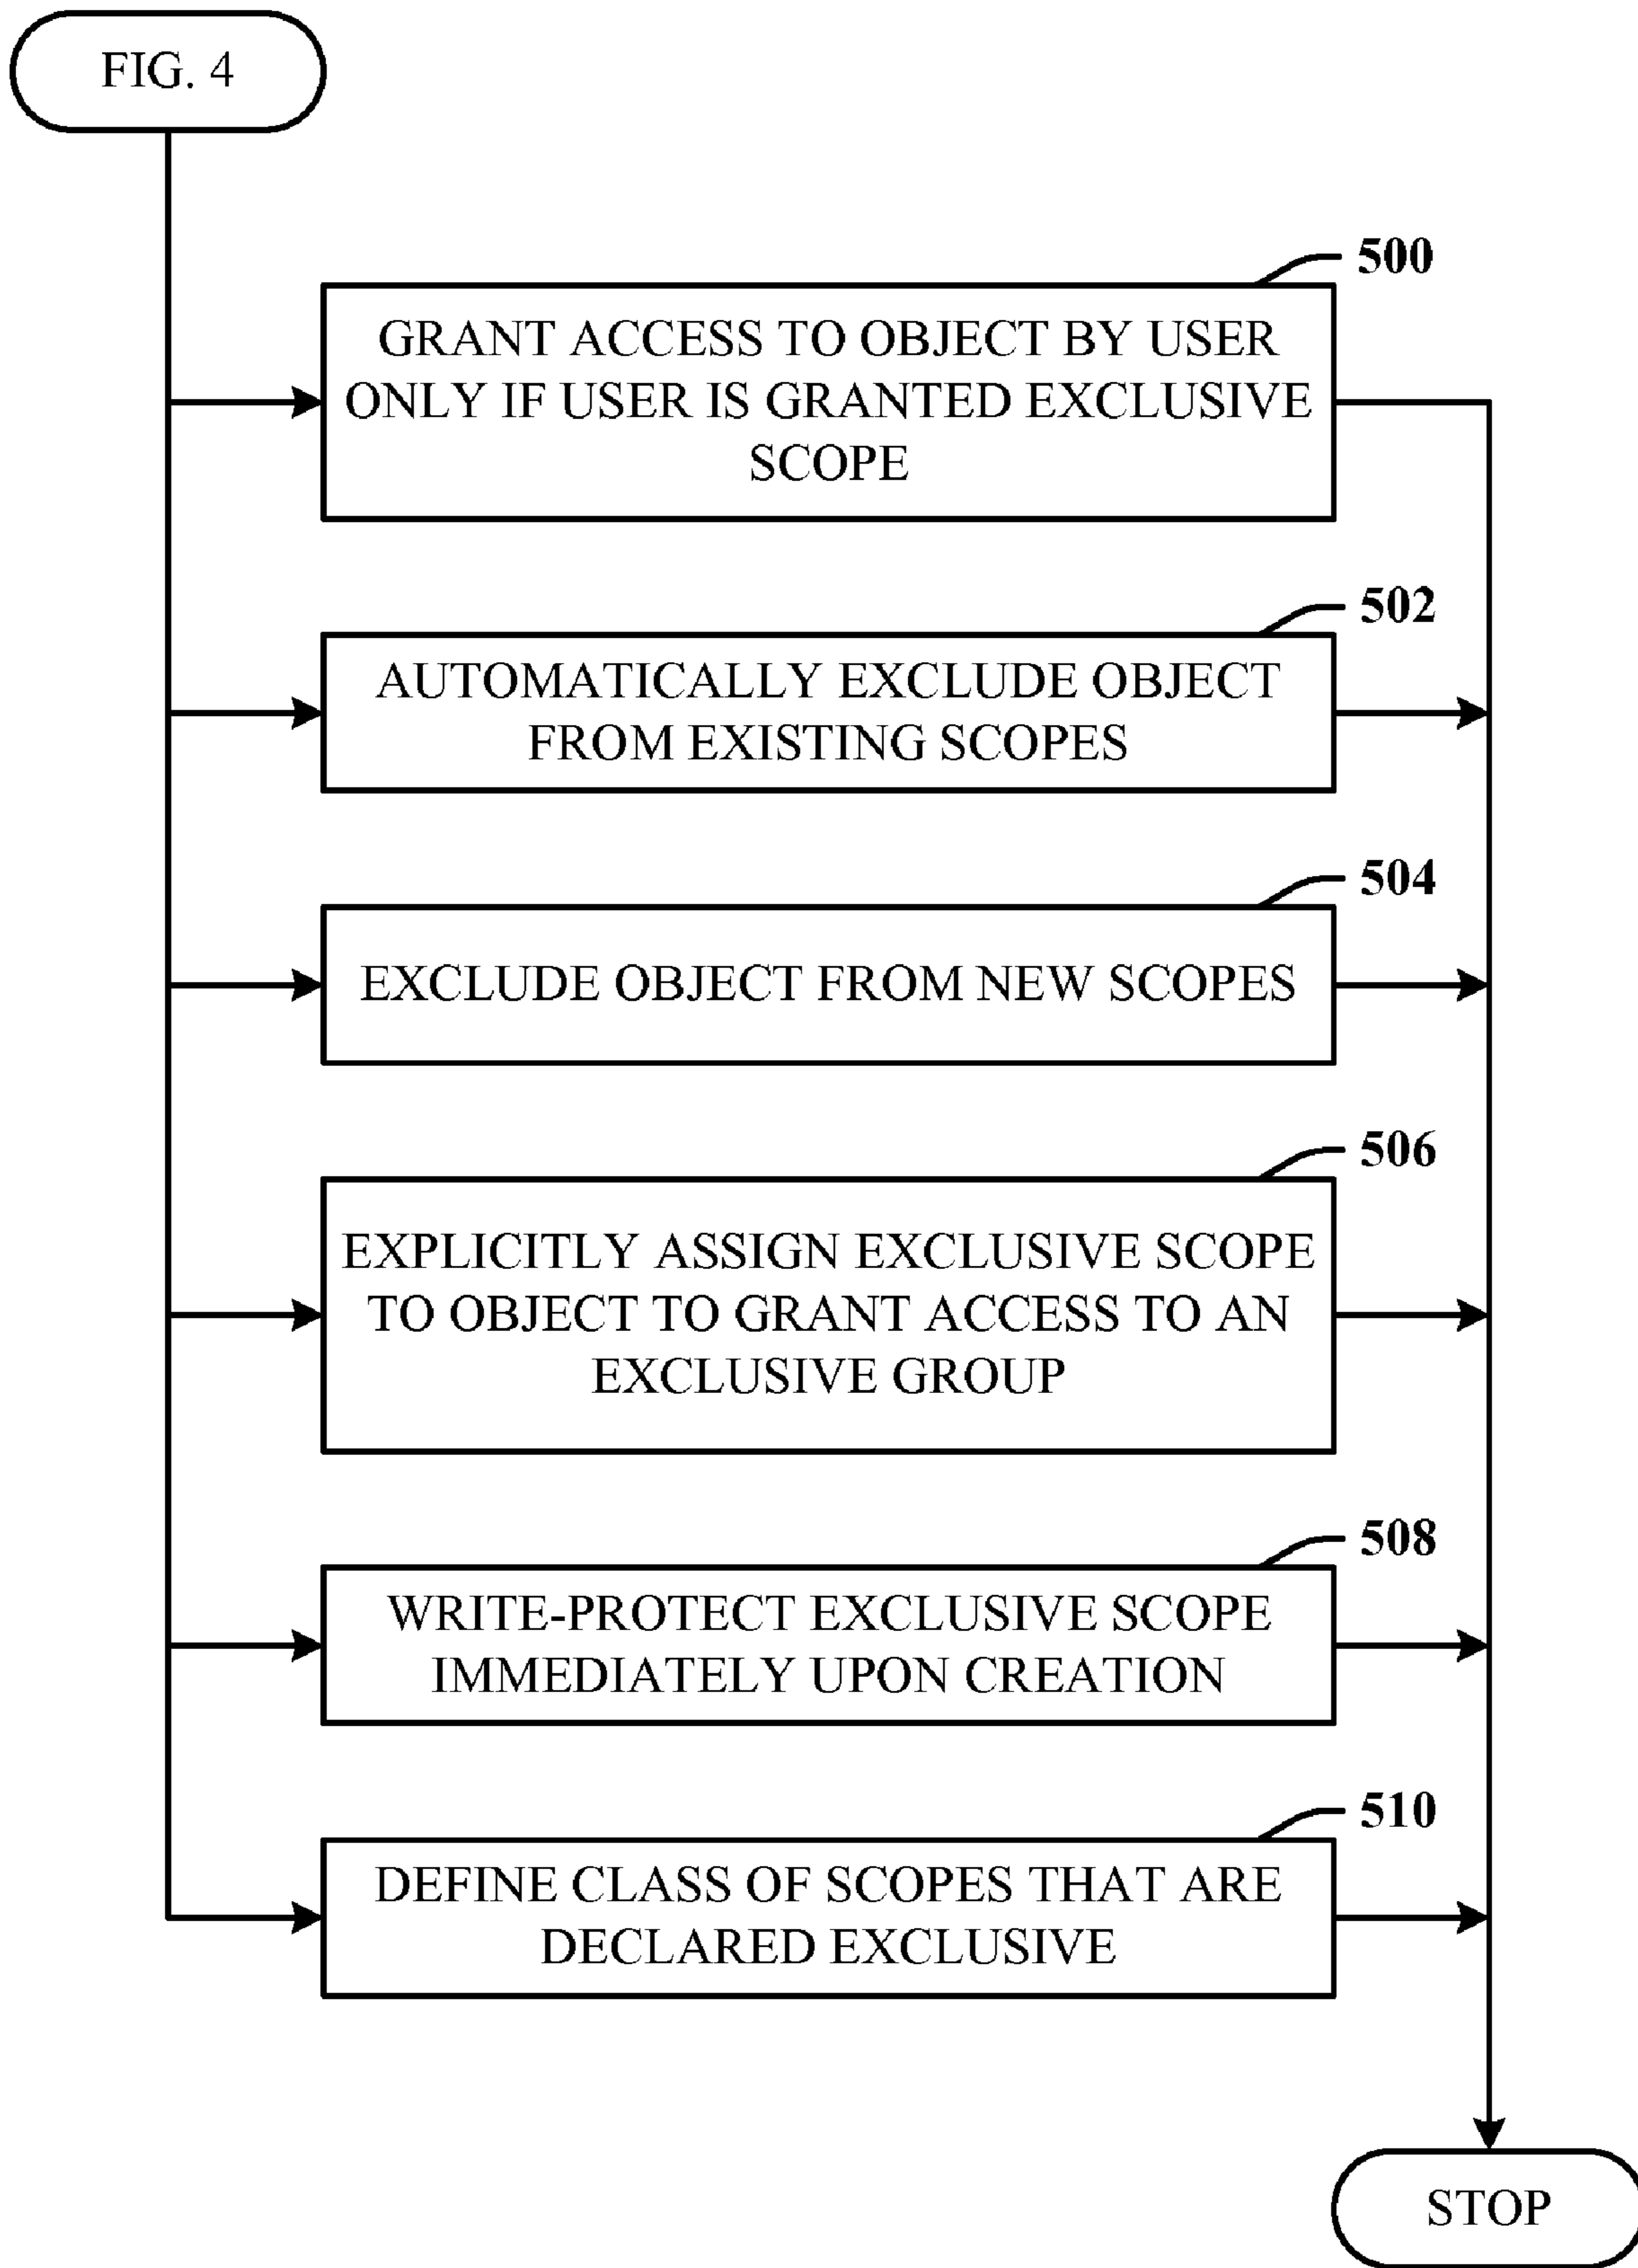 FIG. 4
500
GRANT ACCESS TO OBJECT BY USER
ONLY IF USER IS GRANTED EXCLUSIVE
SCOPE
502
AUTOMATICALLY EXCLUDE OBJECT
FROM EXISTING SCOPES
504
EXCLUDE OBJECT FROM NEW SCOPES
506
EXPLICITLY ASSIGN EXCLUSIVE SCOPE
TO OBJECT TO GRANT ACCESS TO AN
EXCLUSIVE GROUP
508
WRITE-PROTECT EXCLUSIVE SCOPE
IMMEDIATELY UPON CREATION
510
DEFINE CLASS OF SCOPES THAT ARE
DECLARED EXCLUSIVE
STOP